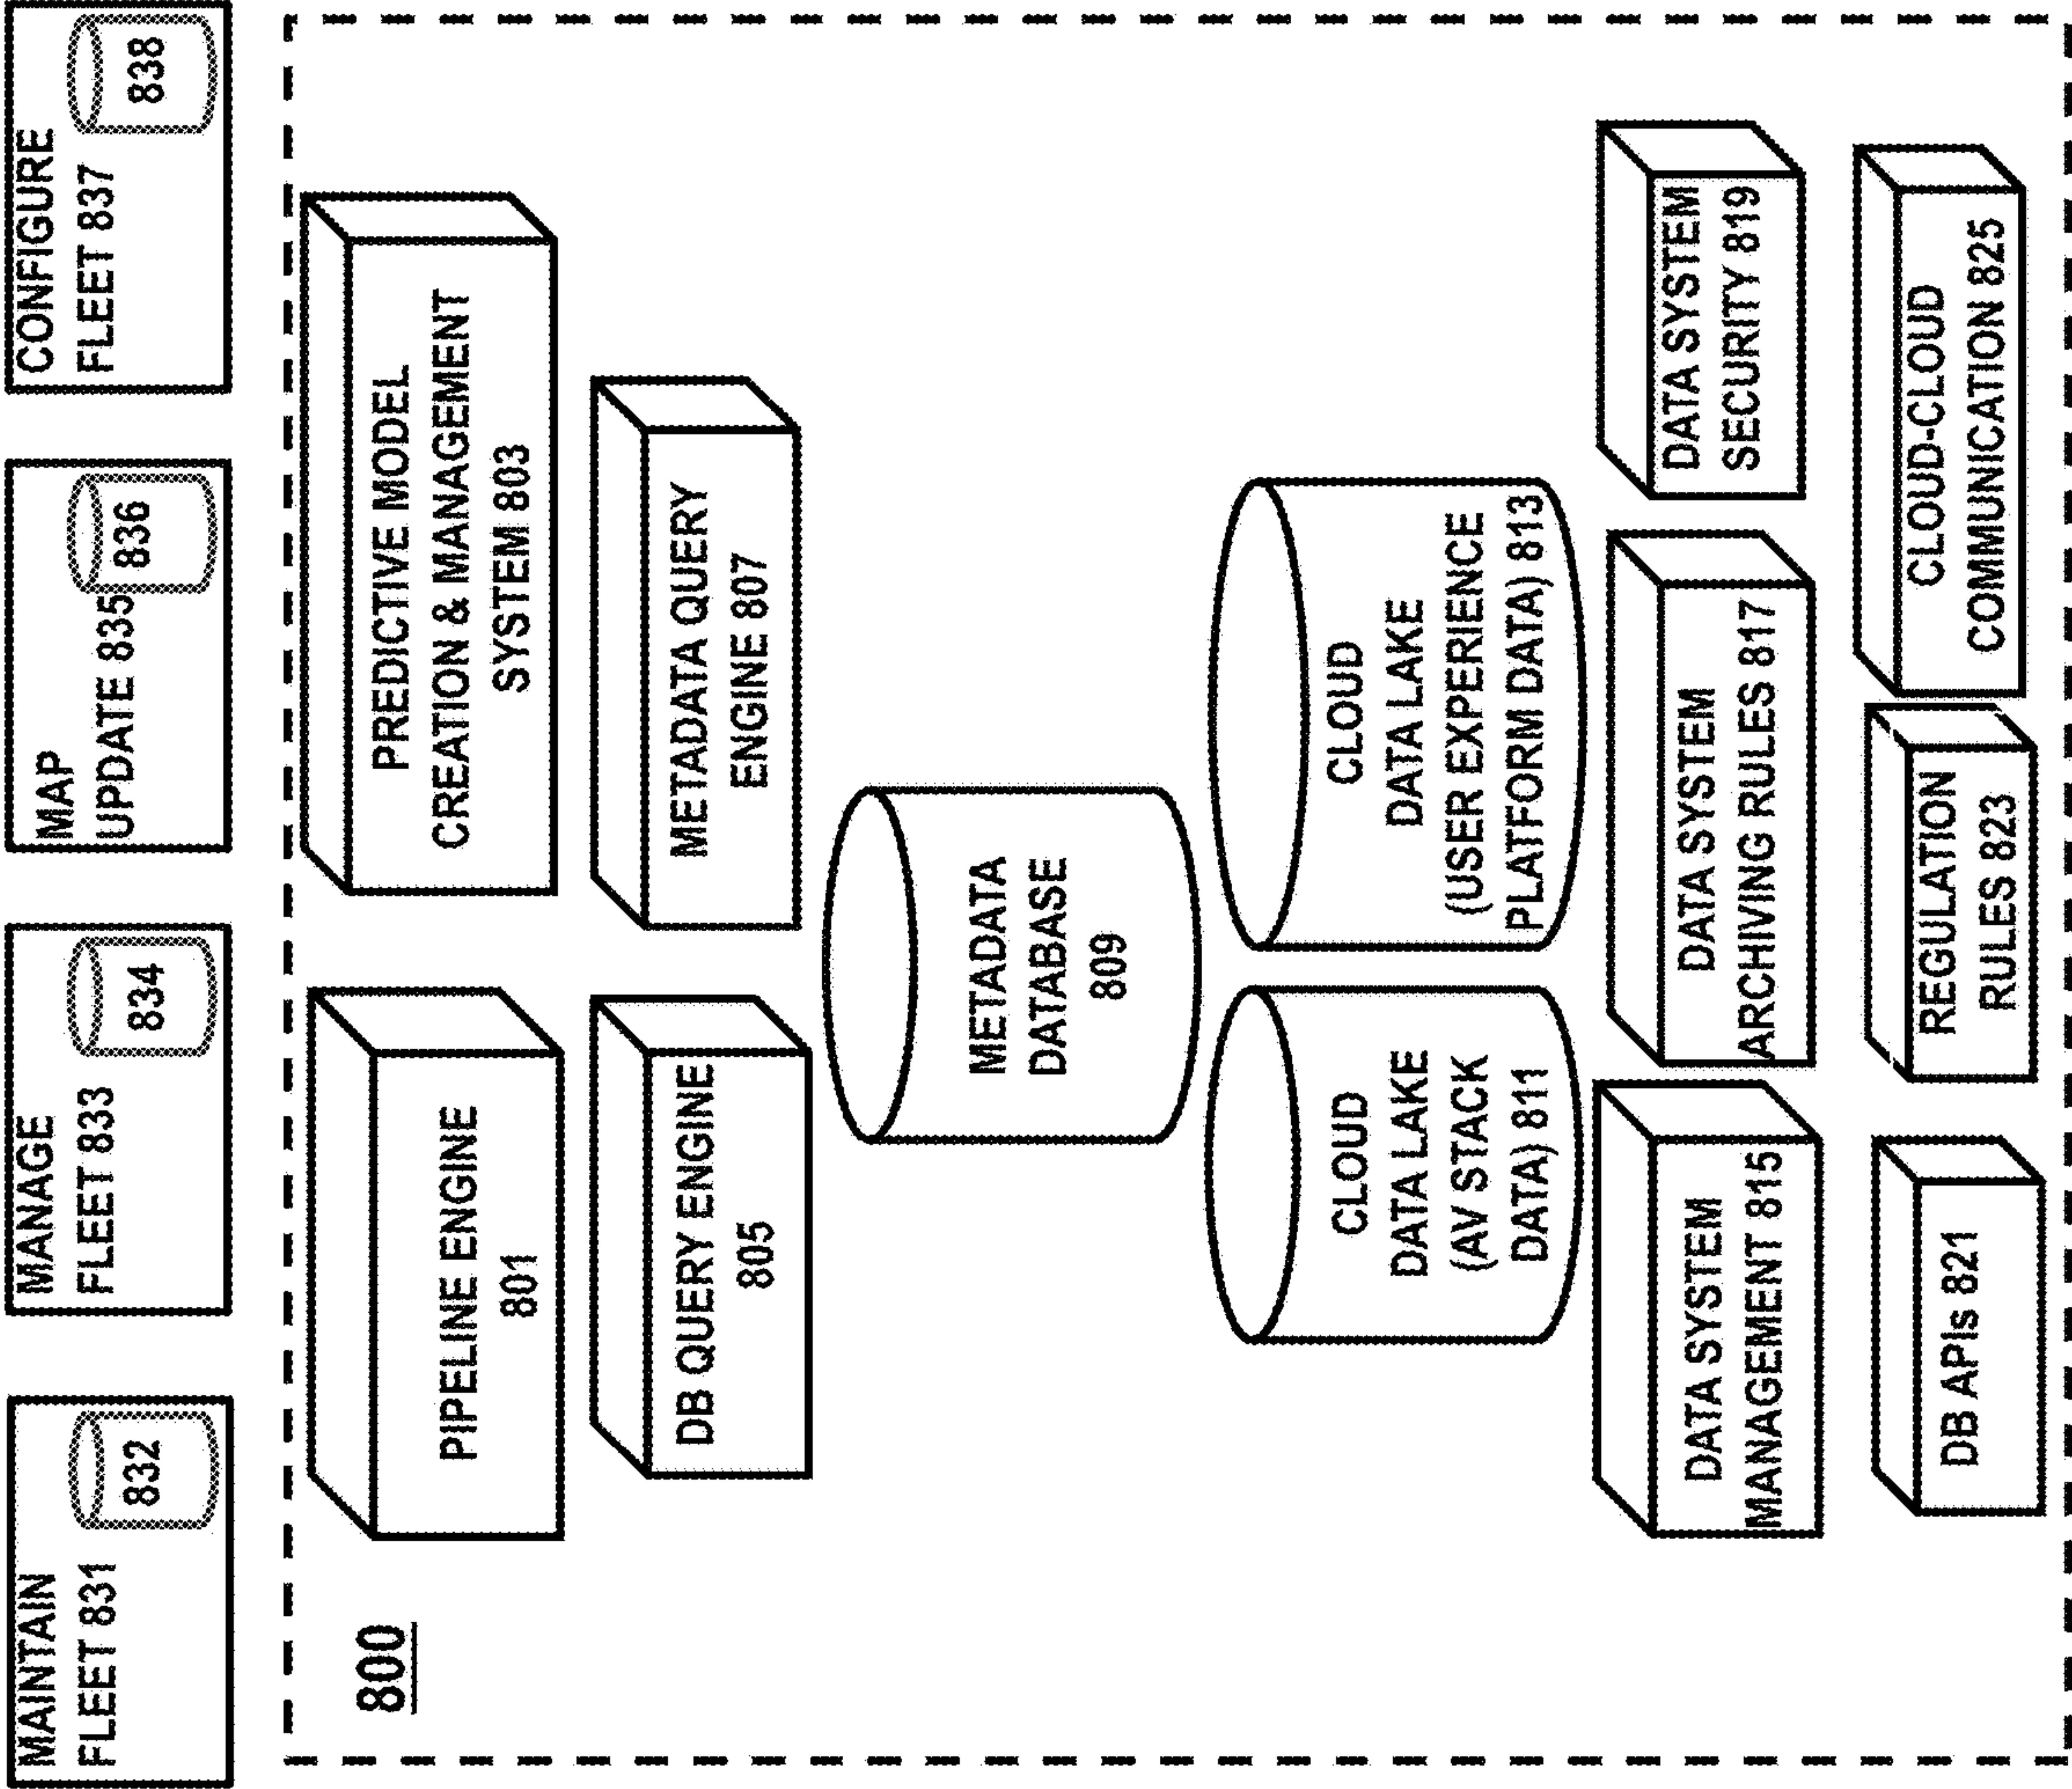 MAINTAIN
FLEET 831
832
MANAGE
FLEET 833
834
MAP
UPDATE 835
836
CONFIGURE
FLEET 837
838
800
PIPELINE ENGINE
801
PREDICTIVE MODEL
CREATION & MANAGEMENT
SYSTEM 803
DB QUERY ENGINE
805
METADATA QUERY
ENGINE 807
METADATA
DATABASE
809
CLOUD
DATA LAKE
(AV STACK
DATA) 811
CLOUD
DATA LAKE
(USER EXPERIENCE
PLATFORM DATA) 813
DATA SYSTEM
MANAGEMENT 815
DATA SYSTEM
ARCHIVING RULES 817
DATA SYSTEM
SECURITY 819
DB APIs 821
REGULATION
RULES 823
CLOUD-CLOUD
COMMUNICATION 825